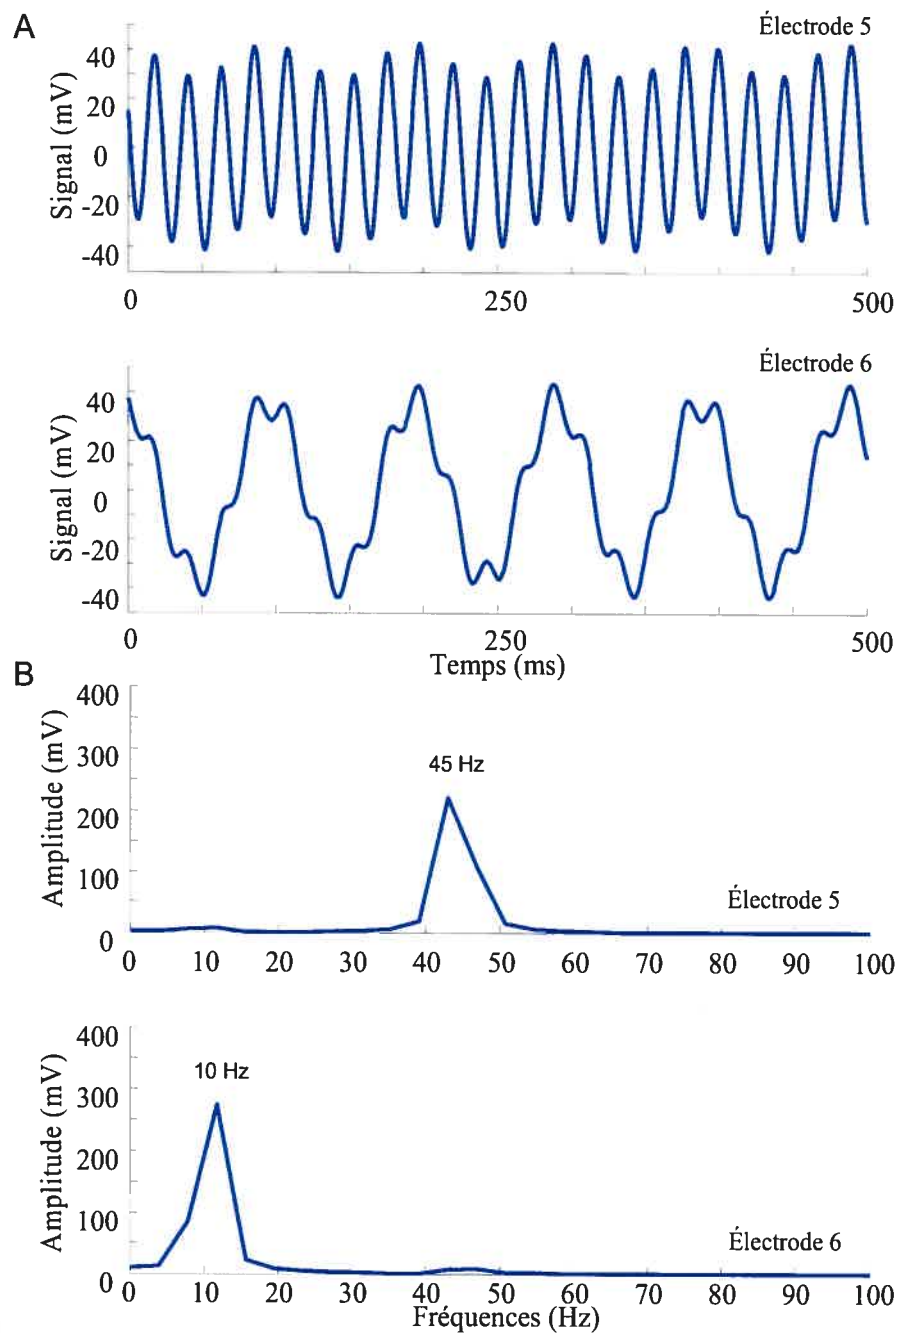 A
Électrode 5
Signal (mV)
40
20
0
-20
-40
0 250 500
Électrode 6
Signal (mV)
40
20
0
-20
-40
0 250 500
Temps (ms)
B
Amplitude (mV)
400
300
200
100
0
45 Hz
Électrode 5
0 10 20 30 40 50 60 70 80 90 100
Amplitude (mV)
400
300
200
100
0
10 Hz
Électrode 6
0 10 20 30 40 50 60 70 80 90 100
Fréquences (Hz)